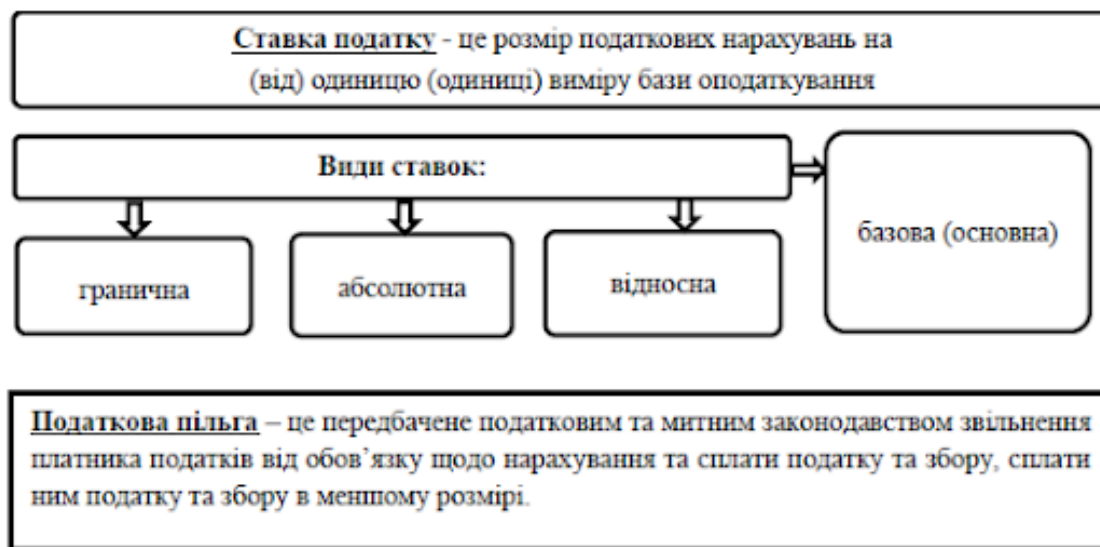 Ставка податку - це розмір податкових нарахувань на
(від) одиницю (одиниці) виміру бази оподаткування
Види ставок:
базова (основна)
гранична
абсолютна
відносна
Податкова пільга – це передбачене податковим та митним законодавством звільнення
платника податків від обов’язку щодо нарахування та сплати податку та збору, сплати
ним податку та збору в меншому розмірі.